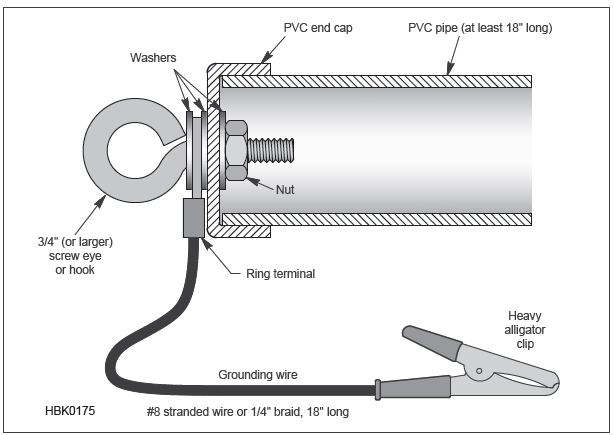 PVC end cap
PVC pipe (at least 18" long)
Washers
Nut
3/4" (or larger)
screw eye
or hook
Ring terminal
Heavy
alligator
clip
Grounding wire
HBK0175
#8 stranded wire or 1/4" braid, 18" long